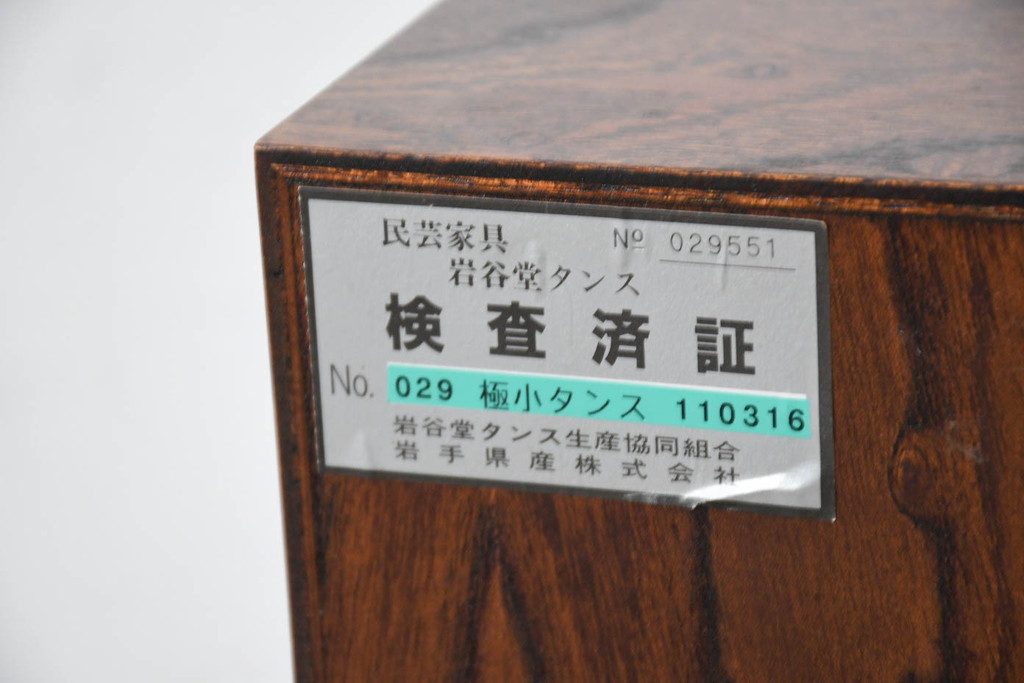 民芸家具 № 029551
岩谷堂タンス
検査済証
No. 029 極小タンス 110316
岩谷堂タンス生産協同組合
岩手県産株式会社